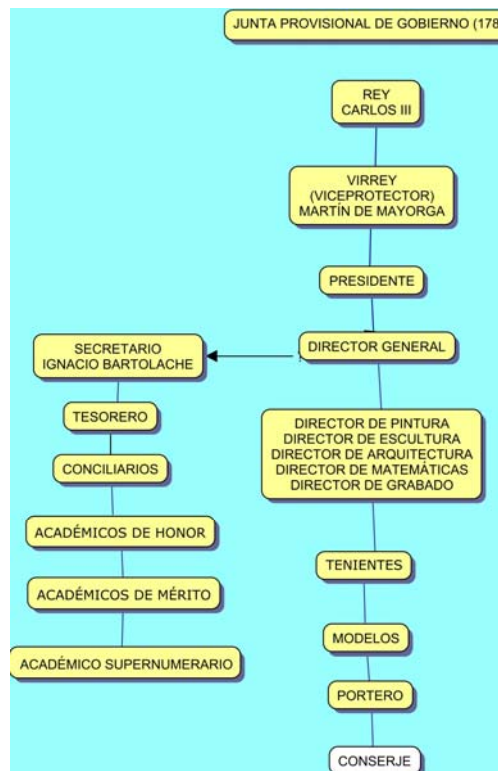 JUNTA PROVISIONAL DE GOBIERNO (178
REY
CARLOS III
VIRREY
(VICEPROTECTOR)
MARTÍN DE MAYORGA
PRESIDENTE
DIRECTOR GENERAL
SECRETARIO
IGNACIO BARTOLACHE
TESORERO
CONCILIARIOS
ACADÉMICOS DE HONOR
ACADÉMICOS DE MÉRITO
ACADÉMICO SUPERNUMERARIO
DIRECTOR DE PINTURA
DIRECTOR DE ESCULTURA
DIRECTOR DE ARQUITECTURA
DIRECTOR DE MATEMÁTICAS
DIRECTOR DE GRABADO
TENIENTES
MODELOS
PORTERO
CONSERJE